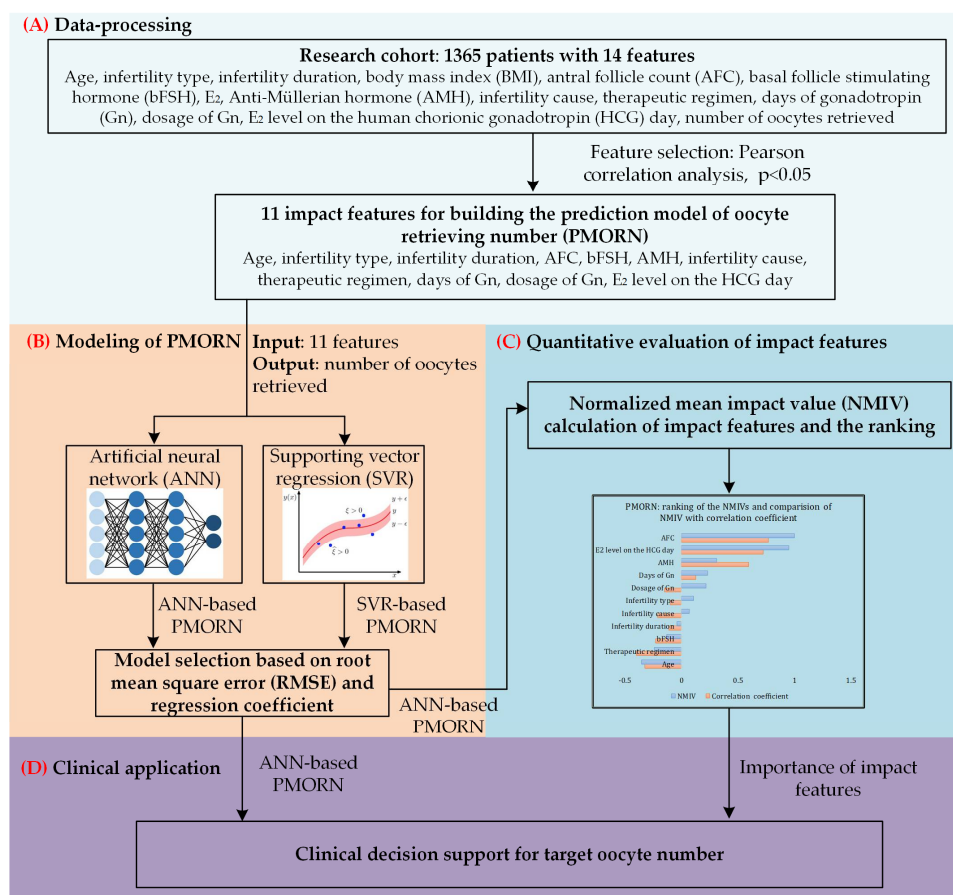 (A) Data-processing
Research cohort: 1365 patients with 14 features
Age, infertility type, infertility duration, body mass index (BMI), antral follicle count (AFC), basal follicle stimulating
hormone (bFSH), E2, Anti-Müllerian hormone (AMH), infertility cause, therapeutic regimen, days of gonadotropin
(Gn), dosage of Gn, E2 level on the human chorionic gonadotropin (HCG) day, number of oocytes retrieved
Feature selection: Pearson
correlation analysis, p<0.05
11 impact features for building the prediction model of oocyte
retrieving number (PMORN)
Age, infertility type, infertility duration, AFC, bFSH, AMH, infertility cause,
therapeutic regimen, days of Gn, dosage of Gn, E2 level on the HCG day
(B) Modeling of PMORN
Input: 11 features
Output: number of oocytes
retrieved
Artificial neural
network (ANN)
Supporting vector
regression (SVR)
y(x)
ξ > 0
ξ > 0
y + ϵ
y
y − ϵ
x
ANN-based
PMORN
SVR-based
PMORN
Model selection based on root
mean square error (RMSE) and
regression coefficient
ANN-based
PMORN
(C) Quantitative evaluation of impact features
Normalized mean impact value (NMIV)
calculation of impact features and the ranking
PMORN: ranking of the NMIVs and comparision of
NMIV with correlation coefficient
AFC
E2 level on the HCG day
AMH
Days of Gn
Dosage of Gn
Infertility type
Infertility cause
Infertility duration
bFSH
Therapeutic regimen
Age
-0.5 0 0.5 1 1.5
NMIV Correlation coefficient
(D) Clinical application
ANN-based
PMORN
Importance of impact
features
Clinical decision support for target oocyte number